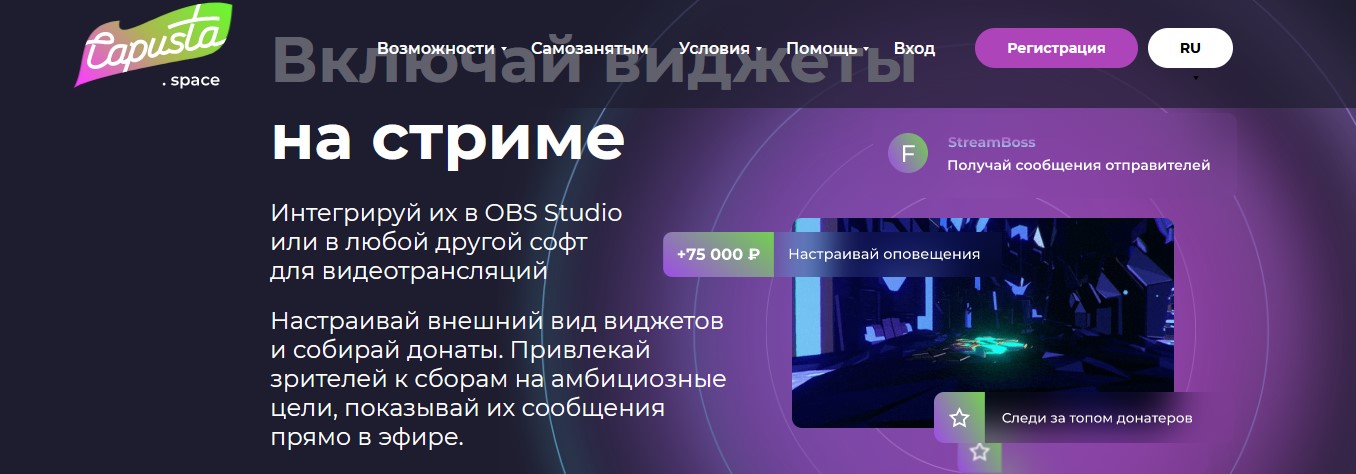 Capusta
. space
Возможности
Самозанятым
Условия
Помощь
Вход
Регистрация
RU
Включай виджеты
на стриме
Интегрируй их в OBS Studio
или в любой другой софт
для видеотрансляций
Настраивай внешний вид виджетов
и собирай донаты. Привлекай
зрителей к сборам на амбициозные
цели, показывай их сообщения
прямо в эфире.
F
StreamBoss
Получай сообщения отправителей
+75 000 ₽
Настраивай оповещения
Следи за топом донатеров